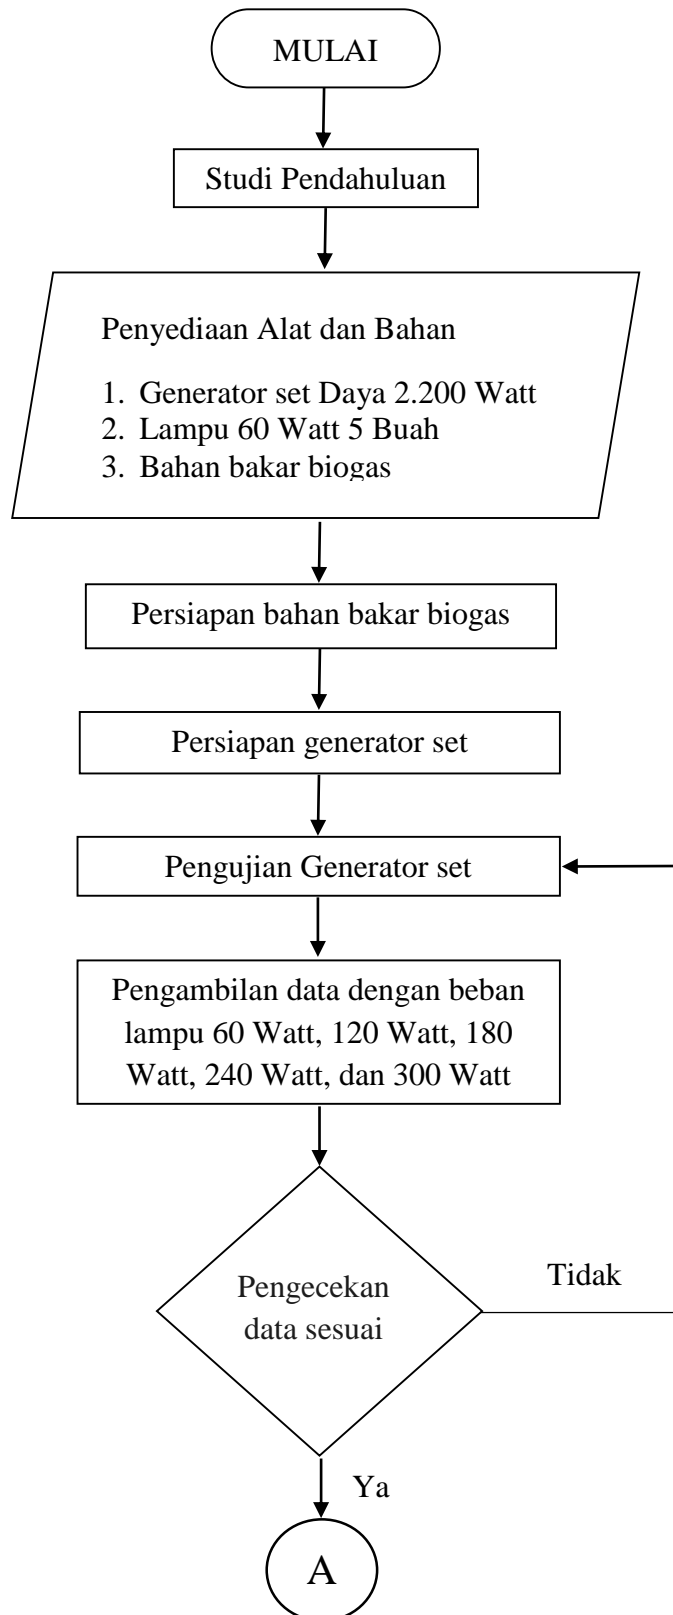 MULAI
Studi Pendahuluan
Penyediaan Alat dan Bahan
1. Generator set Daya 2.200 Watt
2. Lampu 60 Watt 5 Buah
3. Bahan bakar biogas
Persiapan bahan bakar biogas
Persiapan generator set
Pengujian Generator set
Pengambilan data dengan beban
lampu 60 Watt, 120 Watt, 180
Watt, 240 Watt, dan 300 Watt
Pengecekan
data sesuai
Tidak
Ya
A